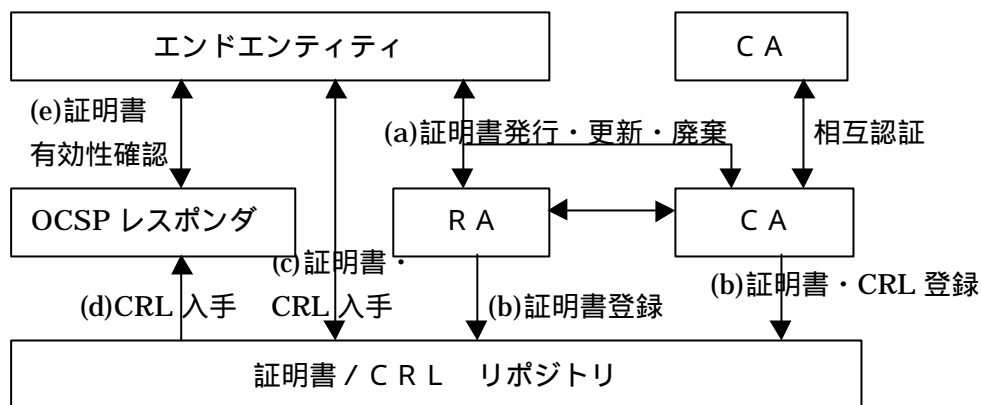 エンドエンティティ
ＣＡ
(e)証明書
有効性確認
(a)証明書発行・更新・廃棄
相互認証
OCSP レスポンダ
ＲＡ
ＣＡ
(c)証明書・
CRL 入手
(d)CRL 入手
(b)証明書登録
(b)証明書・CRL 登録
証明書／ＣＲＬ　リポジトリ